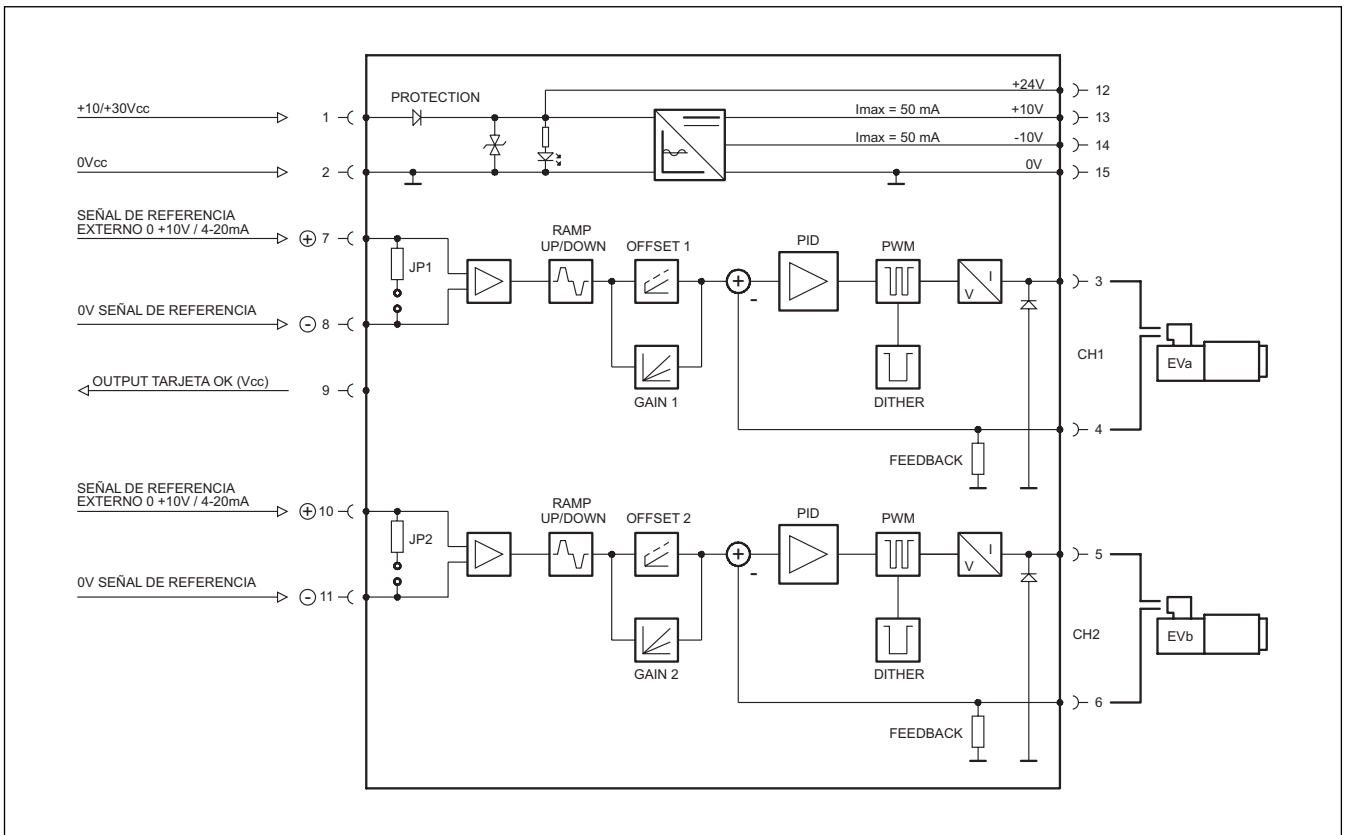 +24V
12
PROTECTION
+10/+30Vcc
1
Imax = 50 mA
+10V
13
Imax = 50 mA
-10V
14
0Vcc
2
0V
15
SEÑAL DE REFERENCIA
EXTERNO 0 +10V / 4-20mA
+ 7
JP1
RAMP
UP/DOWN
OFFSET 1
PID
PWM
+
-
I
V
3
0V SEÑAL DE REFERENCIA
- 8
CH1
EVa
OUTPUT TARJETA OK (Vcc)
9
GAIN 1
DITHER
4
FEEDBACK
SEÑAL DE REFERENCIA
EXTERNO 0 +10V / 4-20mA
+ 10
JP2
RAMP
UP/DOWN
OFFSET 2
PID
PWM
+
-
I
V
5
0V SEÑAL DE REFERENCIA
- 11
CH2
EVb
GAIN 2
DITHER
6
FEEDBACK